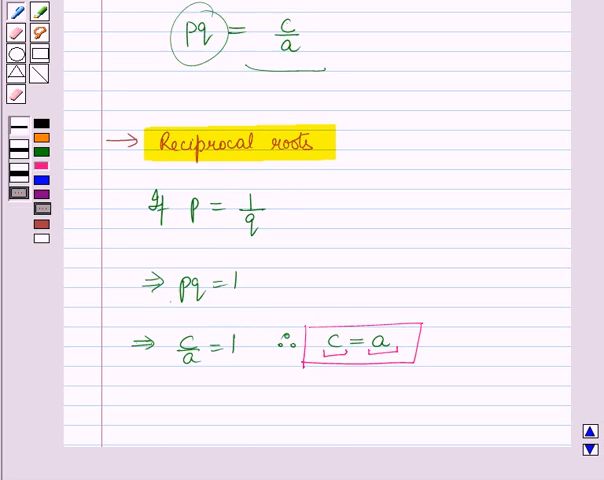 pq = c/a
→ Reciprocal roots
If p = 1/q
⇒ pq = 1
⇒ c/a = 1 ∴ c = a